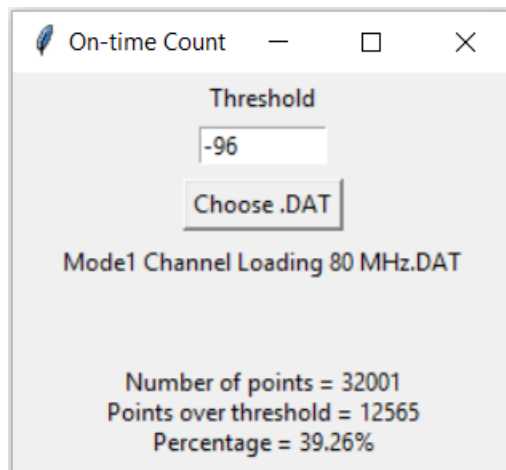 On-time Count
Threshold
-96
Choose .DAT
Mode1 Channel Loading 80 MHz.DAT
Number of points = 32001
Points over threshold = 12565
Percentage = 39.26%